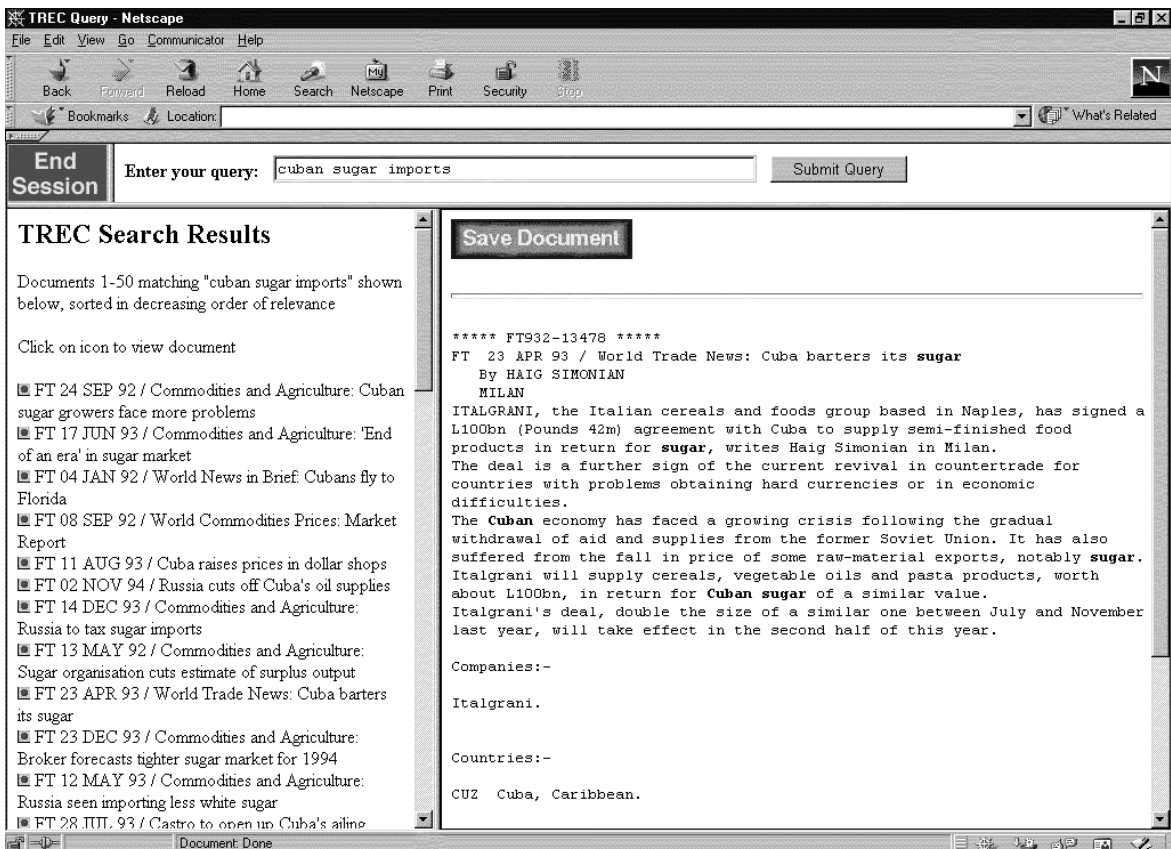 TREC Query - Netscape
File Edit View Go Communicator Help
Back Forward Reload Home Search Netscape Print Security Stop
My
N
Bookmarks Location: What's Related
End
Session
Enter your query: cuban sugar imports Submit Query
TREC Search Results
Documents 1-50 matching "cuban sugar imports" shown
below, sorted in decreasing order of relevance
Click on icon to view document
FT 24 SEP 92 / Commodities and Agriculture: Cuban
sugar growers face more problems
FT 17 JUN 93 / Commodities and Agriculture: 'End
of an era' in sugar market
FT 04 JAN 92 / World News in Brief: Cubans fly to
Florida
FT 08 SEP 92 / World Commodities Prices: Market
Report
FT 11 AUG 93 / Cuba raises prices in dollar shops
FT 02 NOV 94 / Russia cuts off Cuba's oil supplies
FT 14 DEC 93 / Commodities and Agriculture:
Russia to tax sugar imports
FT 13 MAY 92 / Commodities and Agriculture:
Sugar organisation cuts estimate of surplus output
FT 23 APR 93 / World Trade News: Cuba barters
its sugar
FT 23 DEC 93 / Commodities and Agriculture:
Broker forecasts tighter sugar market for 1994
FT 12 MAY 93 / Commodities and Agriculture:
Russia seen importing less white sugar
FT 28 JUL 93 / Castro to open up Cuba's ailing
Save Document
***** FT932-13478 *****
FT 23 APR 93 / World Trade News: Cuba barters its sugar
By HAIG SIMONIAN
MILAN
ITALGRANI, the Italian cereals and foods group based in Naples, has signed a
L100bn (Pounds 42m) agreement with Cuba to supply semi-finished food
products in return for sugar, writes Haig Simonian in Milan.
The deal is a further sign of the current revival in countertrade for
countries with problems obtaining hard currencies or in economic
difficulties.
The Cuban economy has faced a growing crisis following the gradual
withdrawal of aid and supplies from the former Soviet Union. It has also
suffered from the fall in price of some raw-material exports, notably sugar.
Italgrani will supply cereals, vegetable oils and pasta products, worth
about L100bn, in return for Cuban sugar of a similar value.
Italgrani's deal, double the size of a similar one between July and November
last year, will take effect in the second half of this year.
Companies:-
Italgrani.
Countries:-
CUZ Cuba, Caribbean.
Document: Done